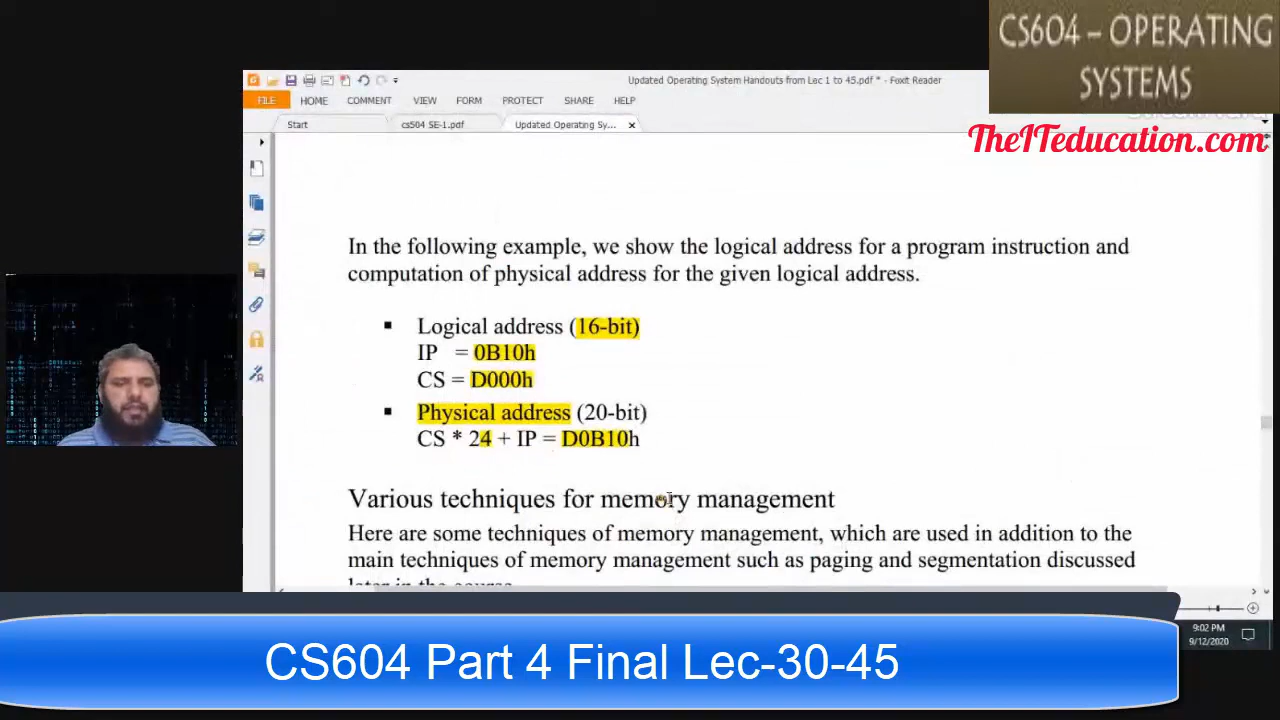 CS604 – OPERATING
SYSTEMS
TheITeducation.com
Updated Operating System Handouts from Lec 1 to 45.pdf * - Foxit Reader
FILE HOME COMMENT VIEW FORM PROTECT SHARE HELP
Start cs504 SE-1.pdf Updated Operating Sy... ×
In the following example, we show the logical address for a program instruction and
computation of physical address for the given logical address.
▪ Logical address (16-bit)
IP = 0B10h
CS = D000h
▪ Physical address (20-bit)
CS * 24 + IP = D0B10h
Various techniques for memory management
Here are some techniques of memory management, which are used in addition to the
main techniques of memory management such as paging and segmentation discussed
later in the course.
9:02 PM
9/12/2020
CS604 Part 4 Final Lec-30-45